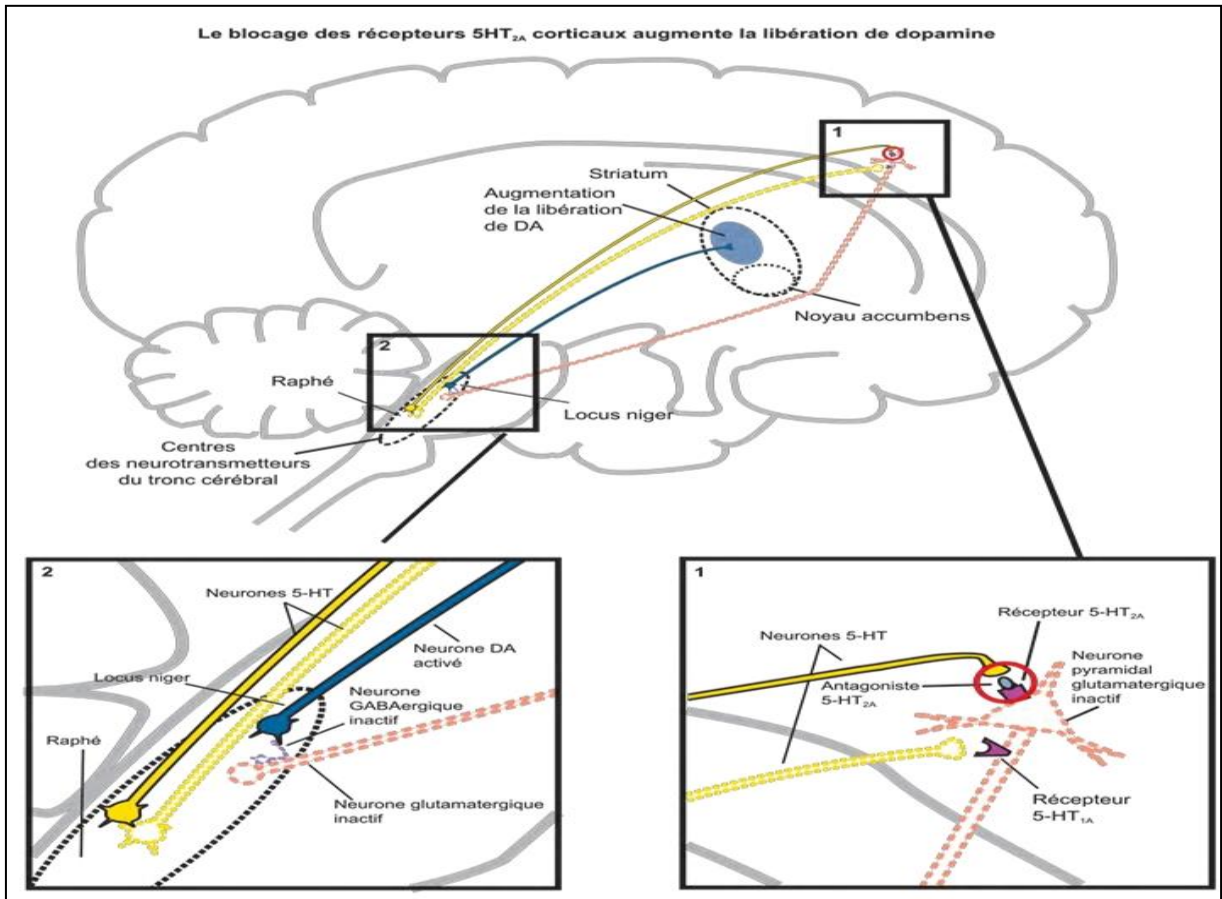 Le blocage des récepteurs 5HT2A corticaux augmente la libération de dopamine
1
Striatum
Augmentation
de la libération
de DA
Noyau accumbens
2
Raphé
Locus niger
Centres
des neurotransmetteurs
du tronc cérébral
2
Neurones 5-HT
Neurone DA
activé
Locus niger
Neurone
GABAergique
inactif
Raphé
Neurone glutamatergique
inactif
1
Récepteur 5-HT2A
Neurones 5-HT
Neurone
pyramidal
glutamatergique
inactif
Antagoniste
5-HT2A
Récepteur
5-HT1A